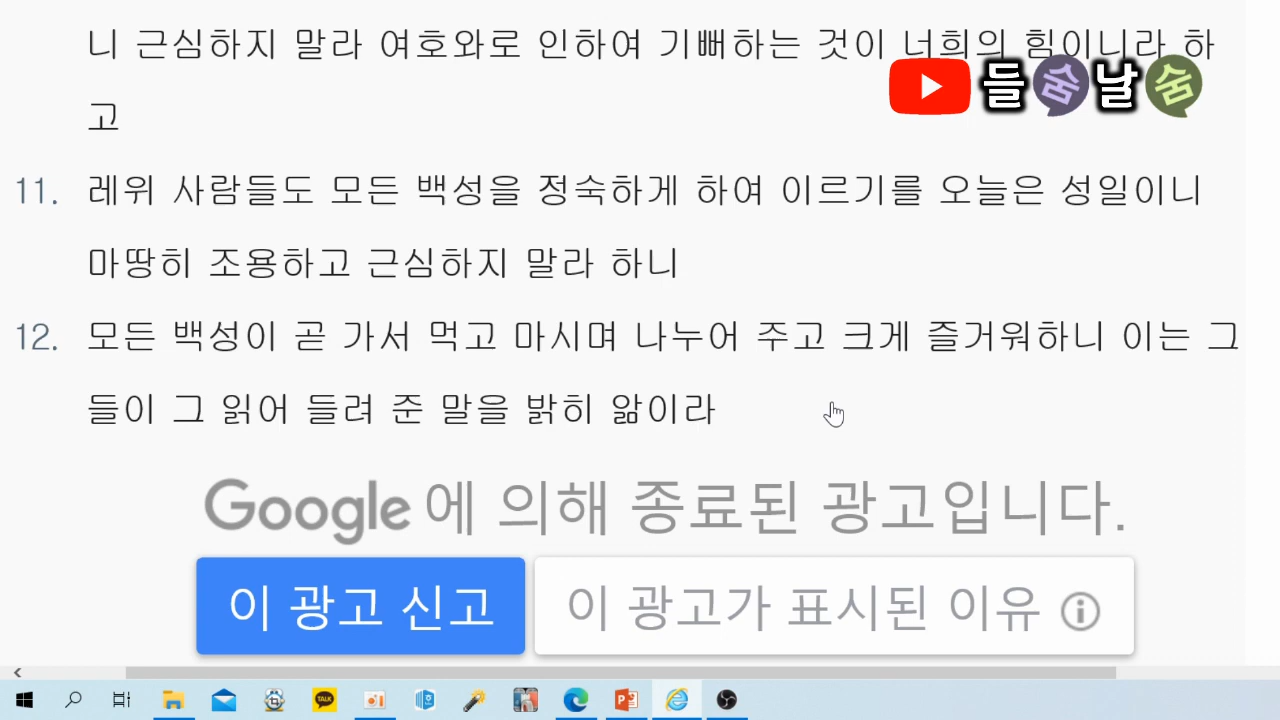 니 근심하지 말라 여호와로 인하여 기뻐하는 것이 너희의 힘이니라 하
들숨날숨
고
11. 레위 사람들도 모든 백성을 정숙하게 하여 이르기를 오늘은 성일이니
마땅히 조용하고 근심하지 말라 하니
12. 모든 백성이 곧 가서 먹고 마시며 나누어 주고 크게 즐거워하니 이는 그
들이 그 읽어 들려 준 말을 밝히 앎이라
Google에 의해 종료된 광고입니다.
이 광고 신고 이 광고가 표시된 이유
TALK